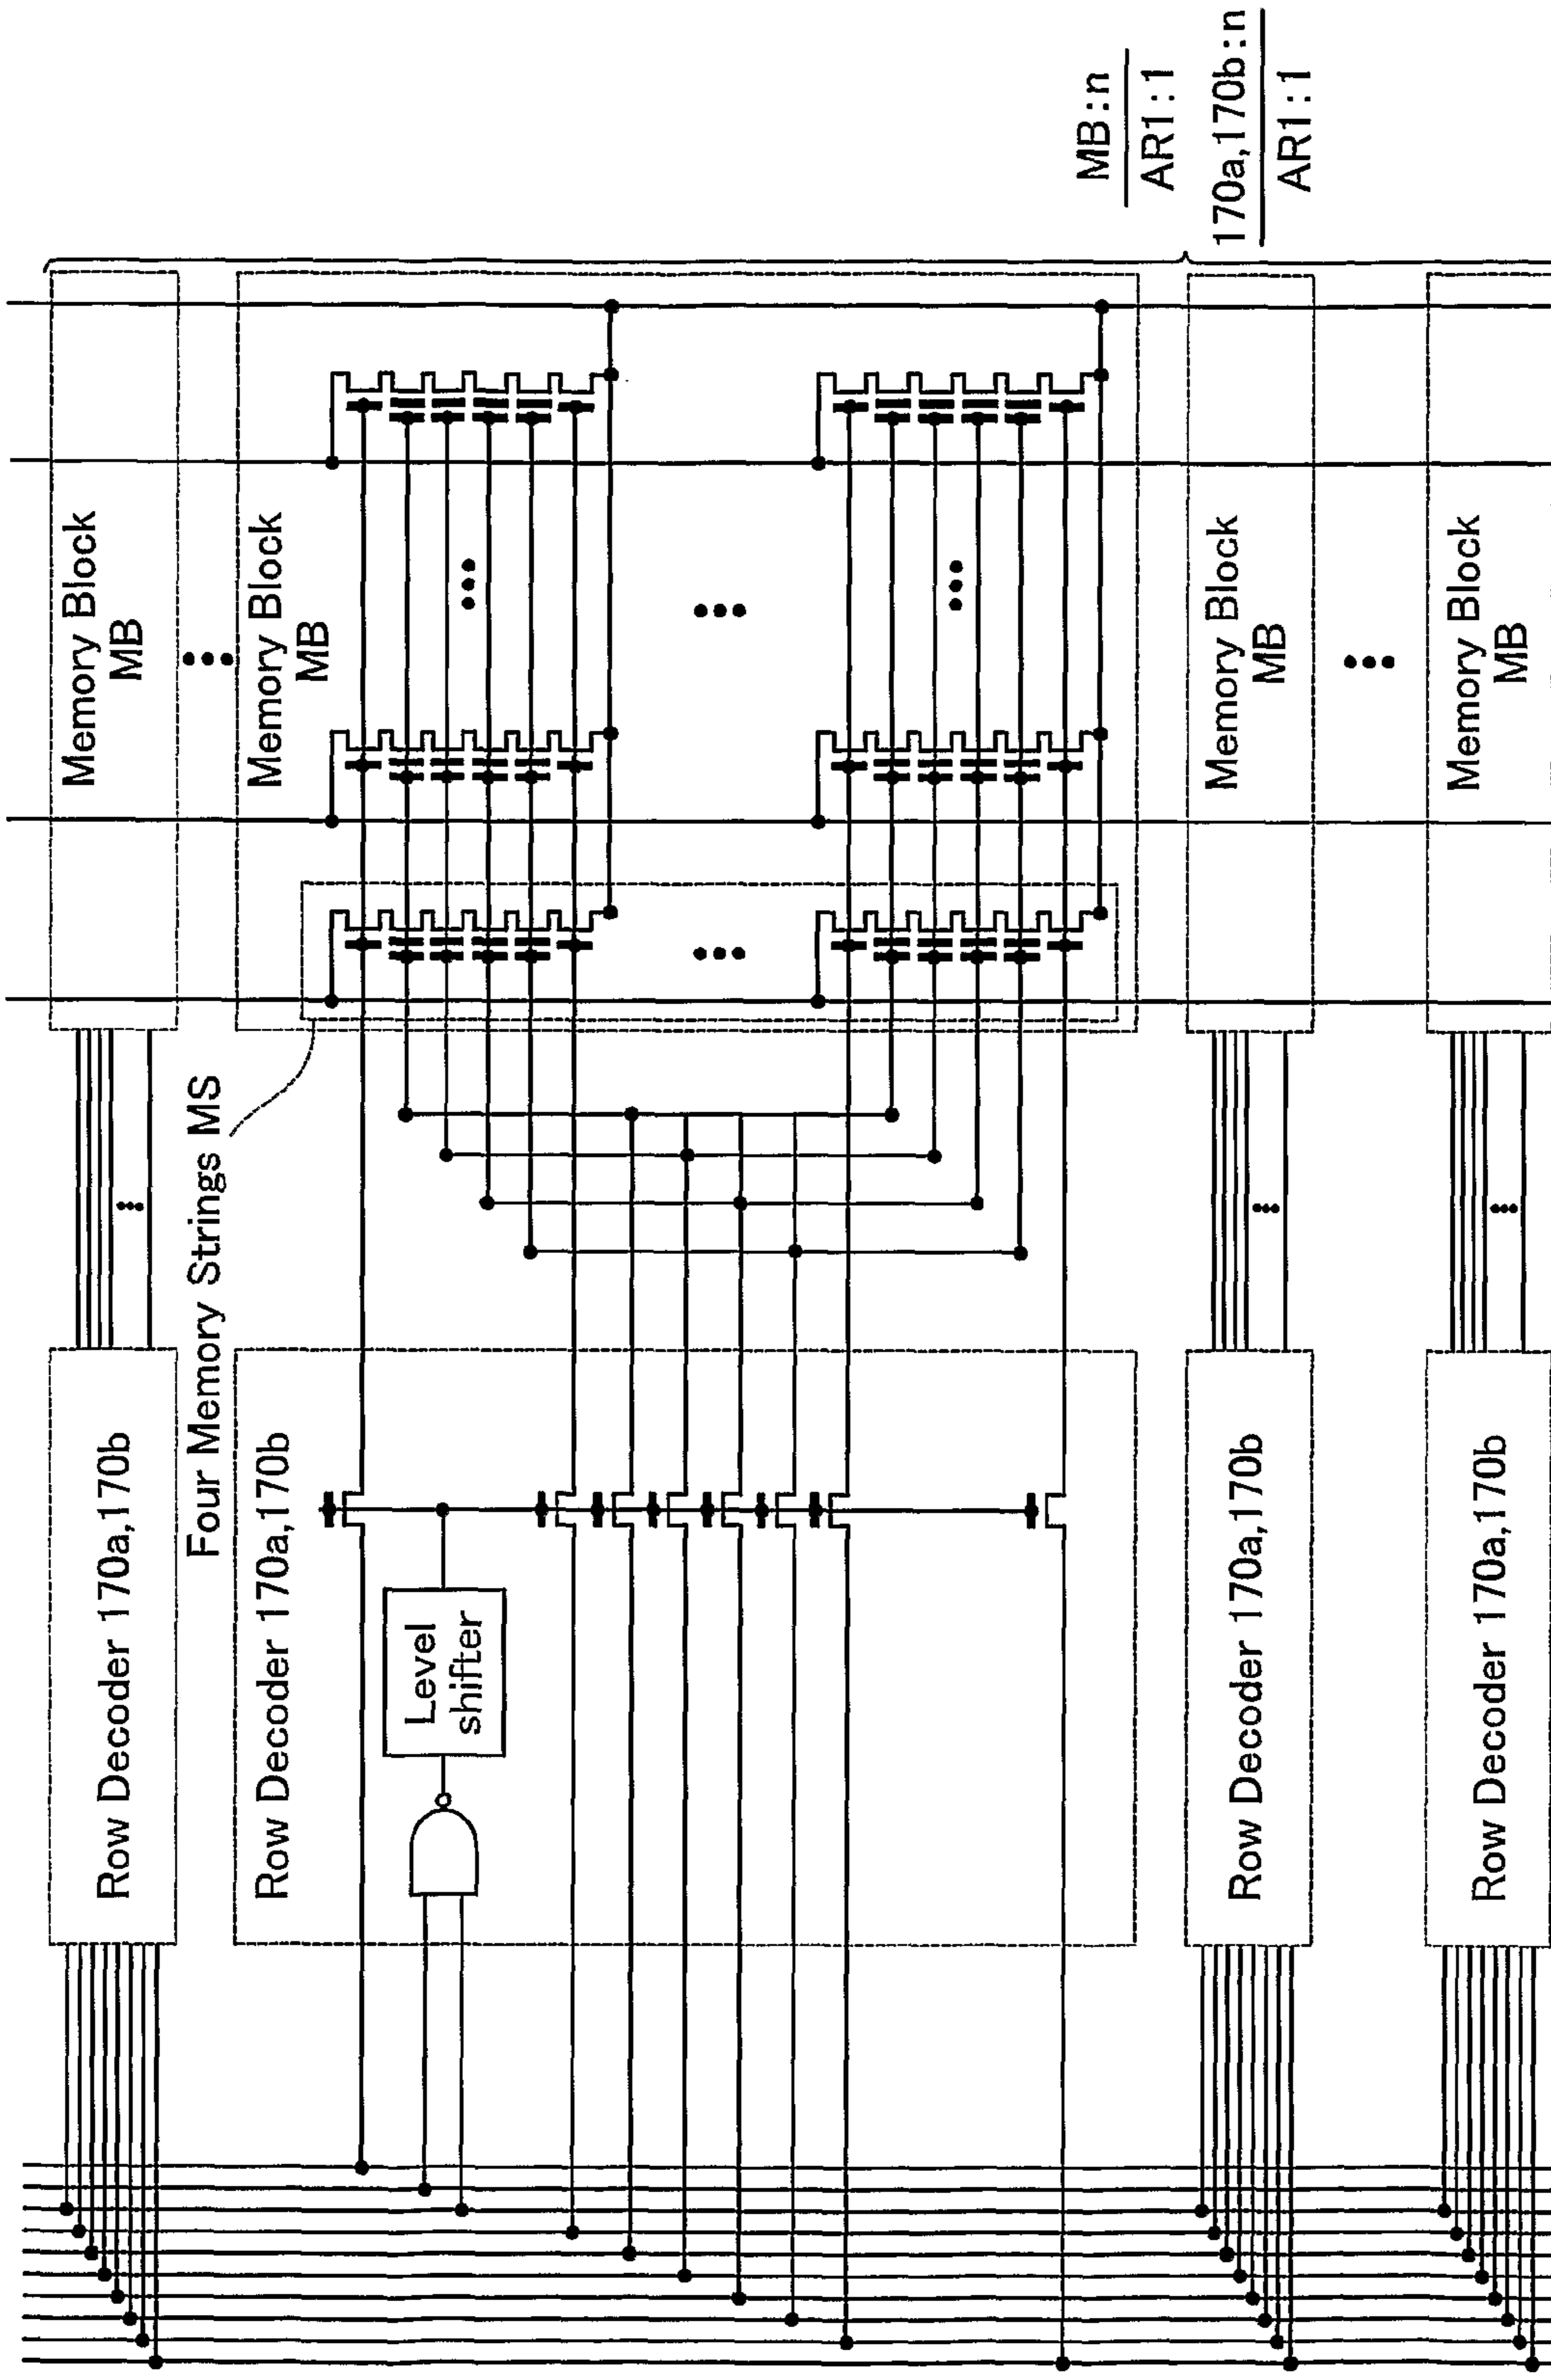 Row Decoder 170a,170b
Memory Block
MB
Four Memory Strings MS
Row Decoder 170a,170b
Level
shifter
Memory Block
MB
Row Decoder 170a,170b
Memory Block
MB
Row Decoder 170a,170b
Memory Block
MB
MB:n
AR1:1
170a,170b:n
AR1:1